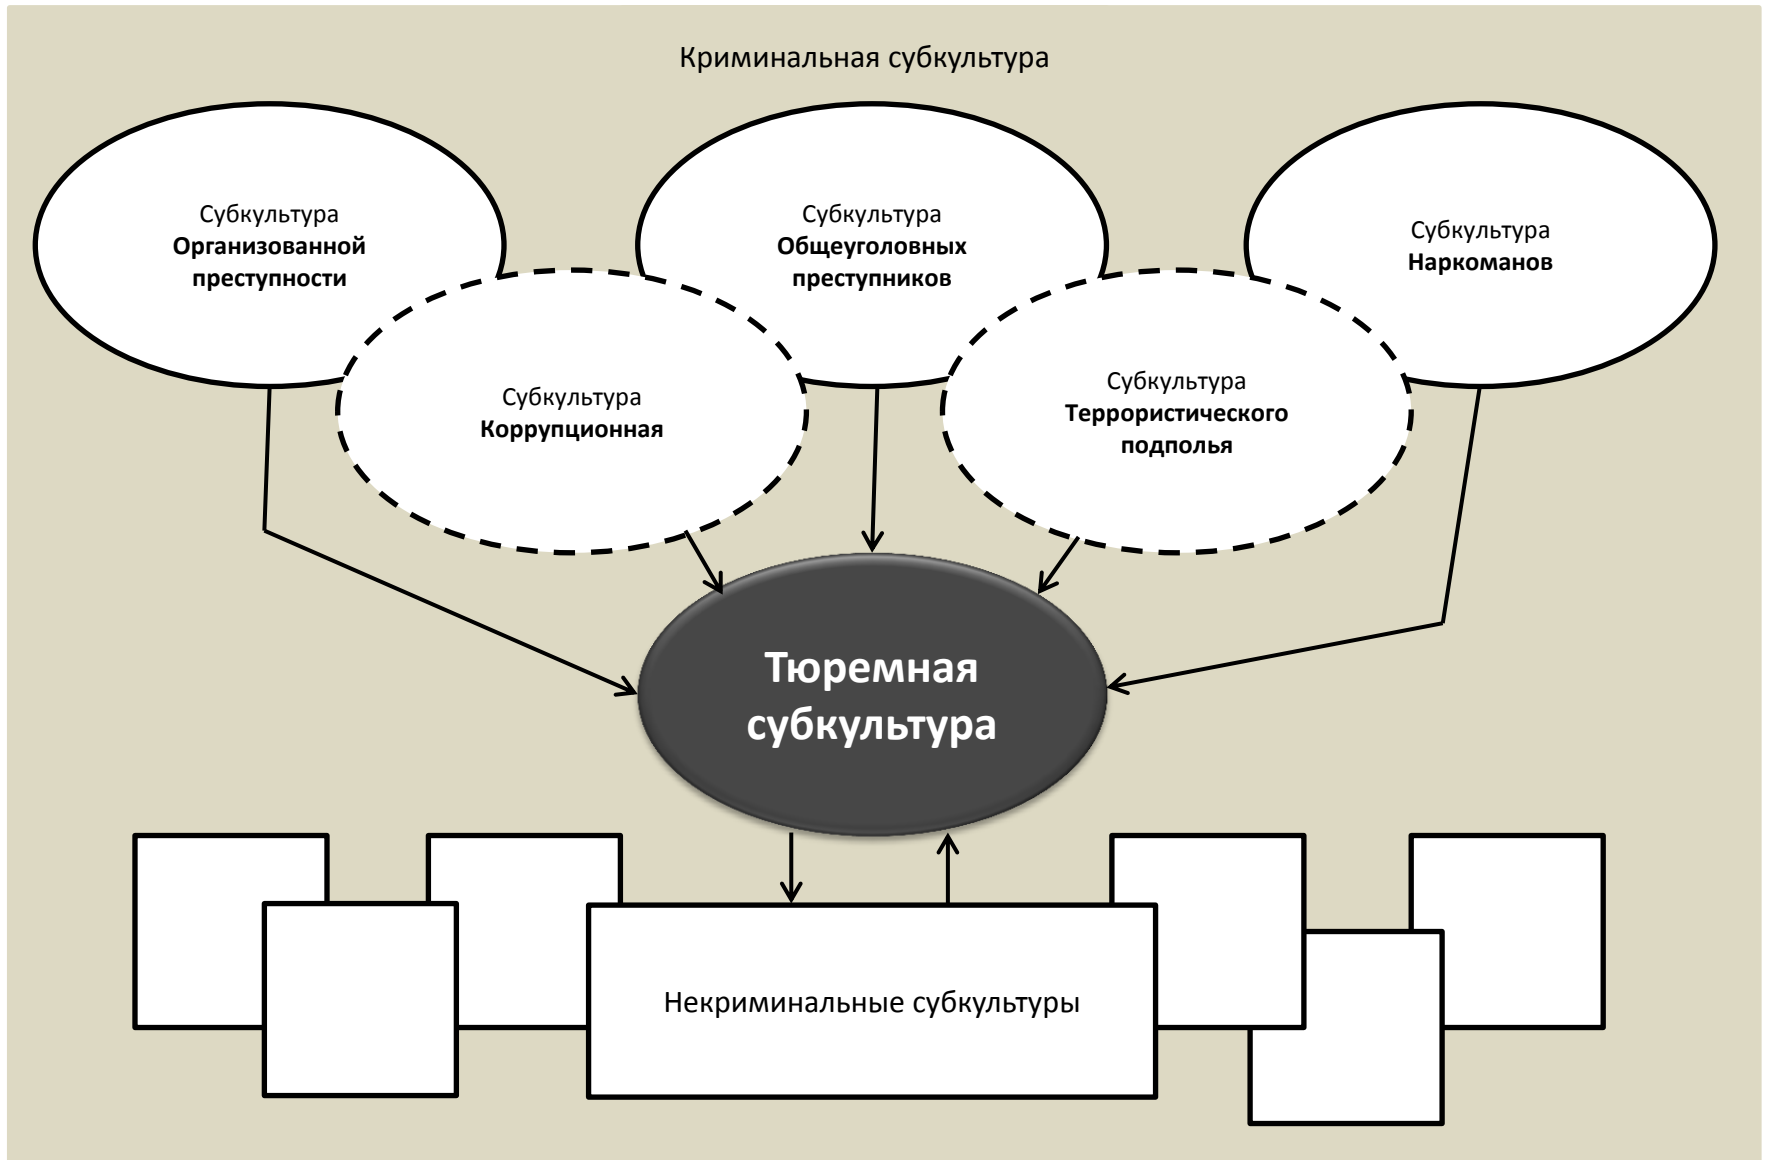 Криминальная субкультура
Субкультура
Организованной
преступности
Субкультура
Общеуголовных
преступников
Субкультура
Наркоманов
Субкультура
Коррупционная
Субкультура
Террористического
подполья
Тюремная
субкультура
Некриминальные субкультуры